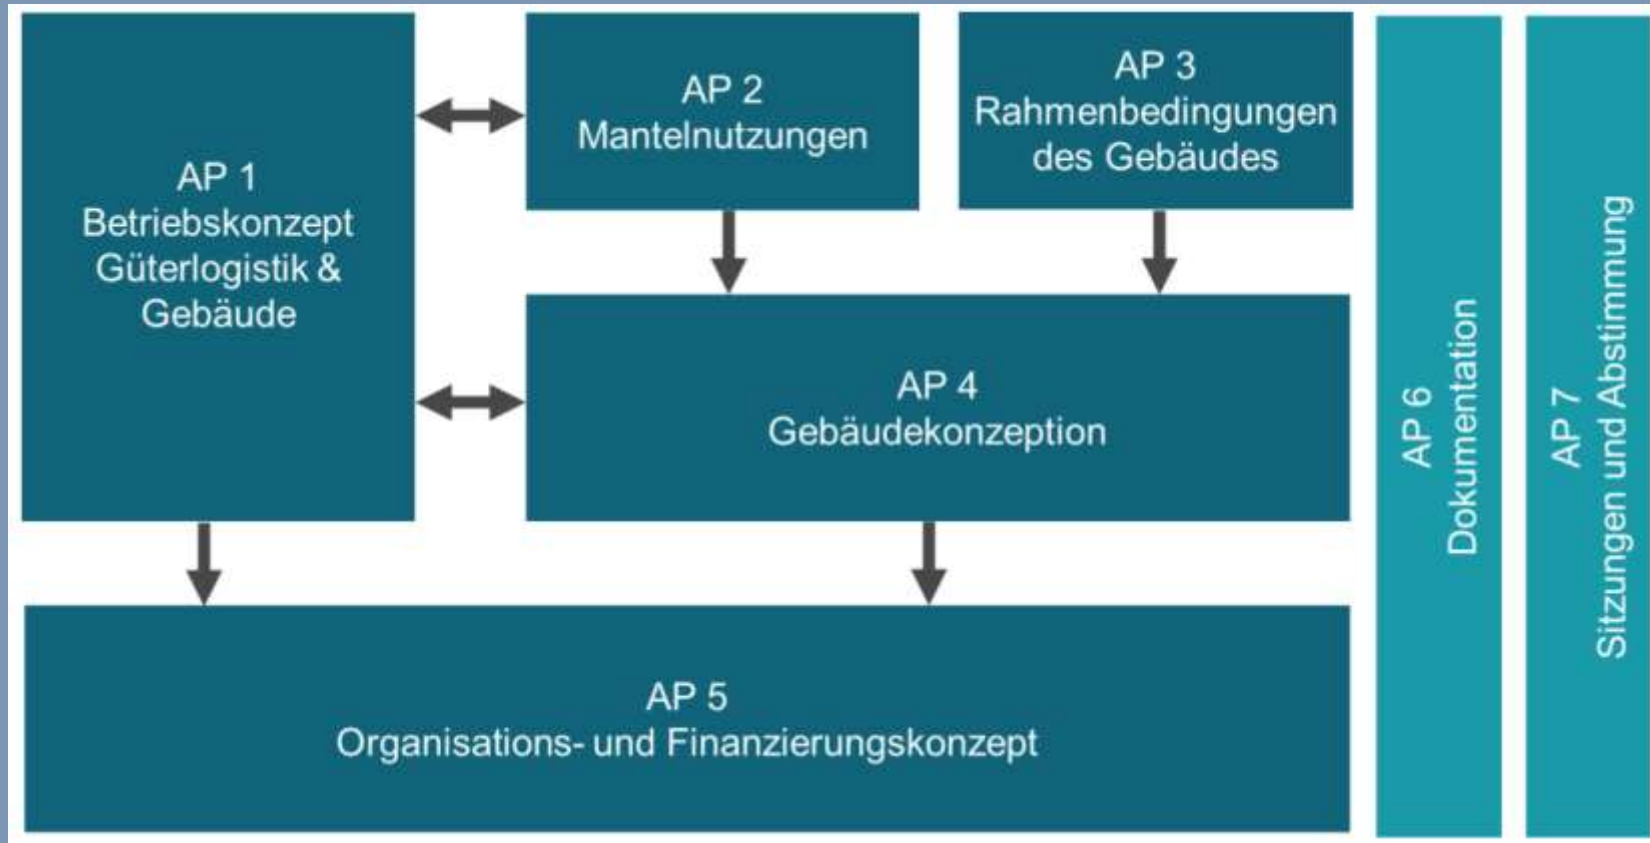 AP 1
Betriebskonzept
Güterlogistik &
Gebäude
AP 2
Mantelnutzungen
AP 3
Rahmenbedingungen
des Gebäudes
AP 4
Gebäudekonzeption
AP 5
Organisations- und Finanzierungskonzept
AP 6
Dokumentation
AP 7
Sitzungen und Abstimmung